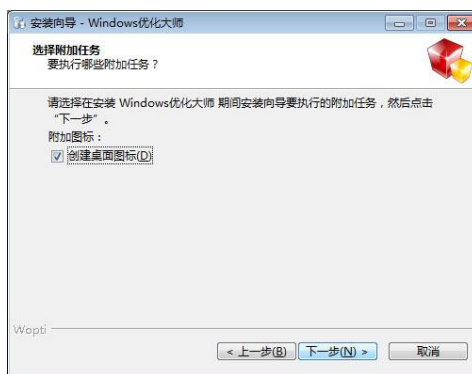 安装向导 - Windows优化大师
选择附加任务
要执行哪些附加任务？
请选择在安装 Windows优化大师 期间安装向导要执行的附加任务，然后点击
“下一步”。
附加图标：
创建桌面图标(D)
Wopti
< 上一步(B) 下一步(N) > 取消